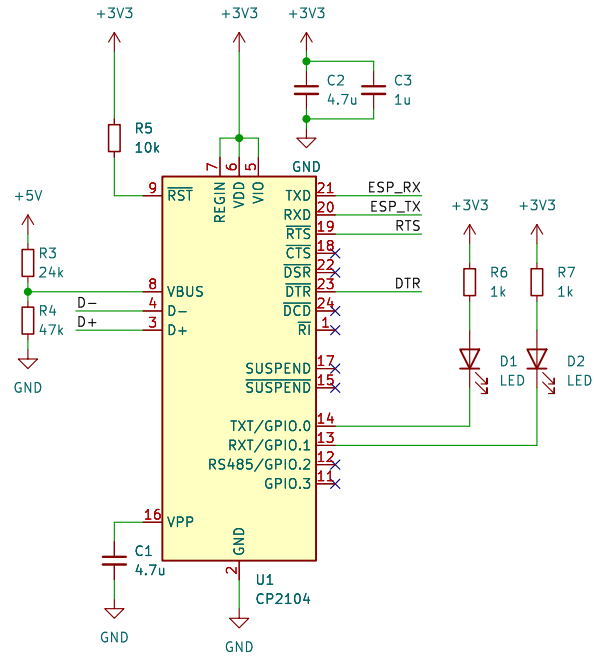 +3V3
+3V3
+3V3
C2
4.7u
C3
1u
R5
10k
GND
7
6
5
9
RST
REGIN
VDD
VIO
TXD
21
ESP_RX
RXD
20
ESP_TX
RTS
19
RTS
CTS
18
DSR
22
DTR
23
DTR
DCD
24
RI
1
+5V
R3
24k
8
VBUS
D-
4
D-
R4
47k
D+
3
D+
GND
+3V3
+3V3
R6
1k
R7
1k
D1
LED
D2
LED
SUSPEND
17
SUSPEND
15
TXT/GPIO.0
14
RXT/GPIO.1
13
RS485/GPIO.2
12
GPIO.3
11
16
VPP
C1
4.7u
GND
GND
2
U1
CP2104
GND